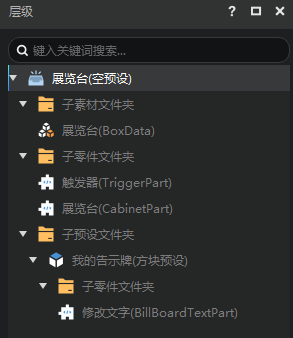 层级
键入关键词搜索...
展览台(空预设)
子素材文件夹
展览台(BoxData)
子零件文件夹
触发器(TriggerPart)
展览台(CabinetPart)
子预设文件夹
我的告示牌(方块预设)
子零件文件夹
修改文字(BillBoardTextPart)